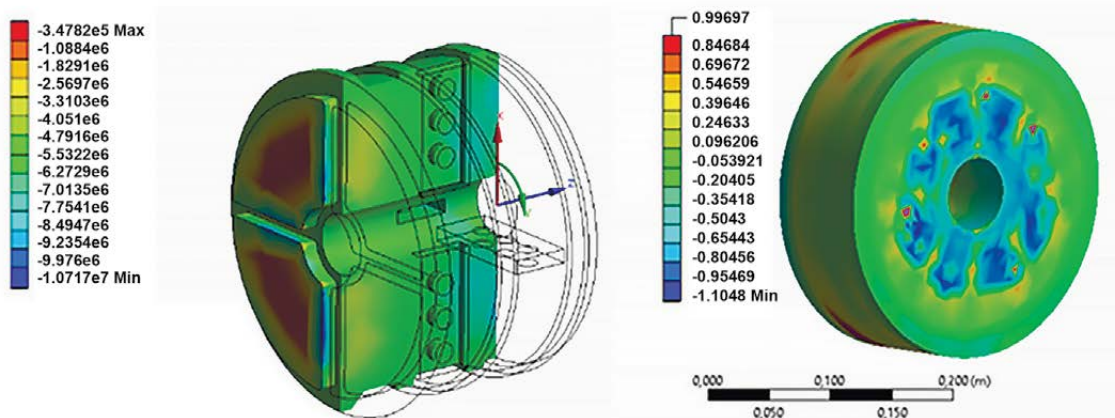 -3.4782e5 Max
-1.0884e6
-1.8291e6
-2.5697e6
-3.3103e6
-4.051e6
-4.7916e6
-5.5322e6
-6.2729e6
-7.0135e6
-7.7541e6
-8.4947e6
-9.2354e6
-9.976e6
-1.0717e7 Min
X
Y
Z
0.99697
0.84684
0.69672
0.54659
0.39646
0.24633
0.096206
-0.053921
-0.20405
-0.35418
-0.5043
-0.65443
-0.80456
-0.95469
-1.1048 Min
0,000 0,100 0,200 (m)
0,050 0,150